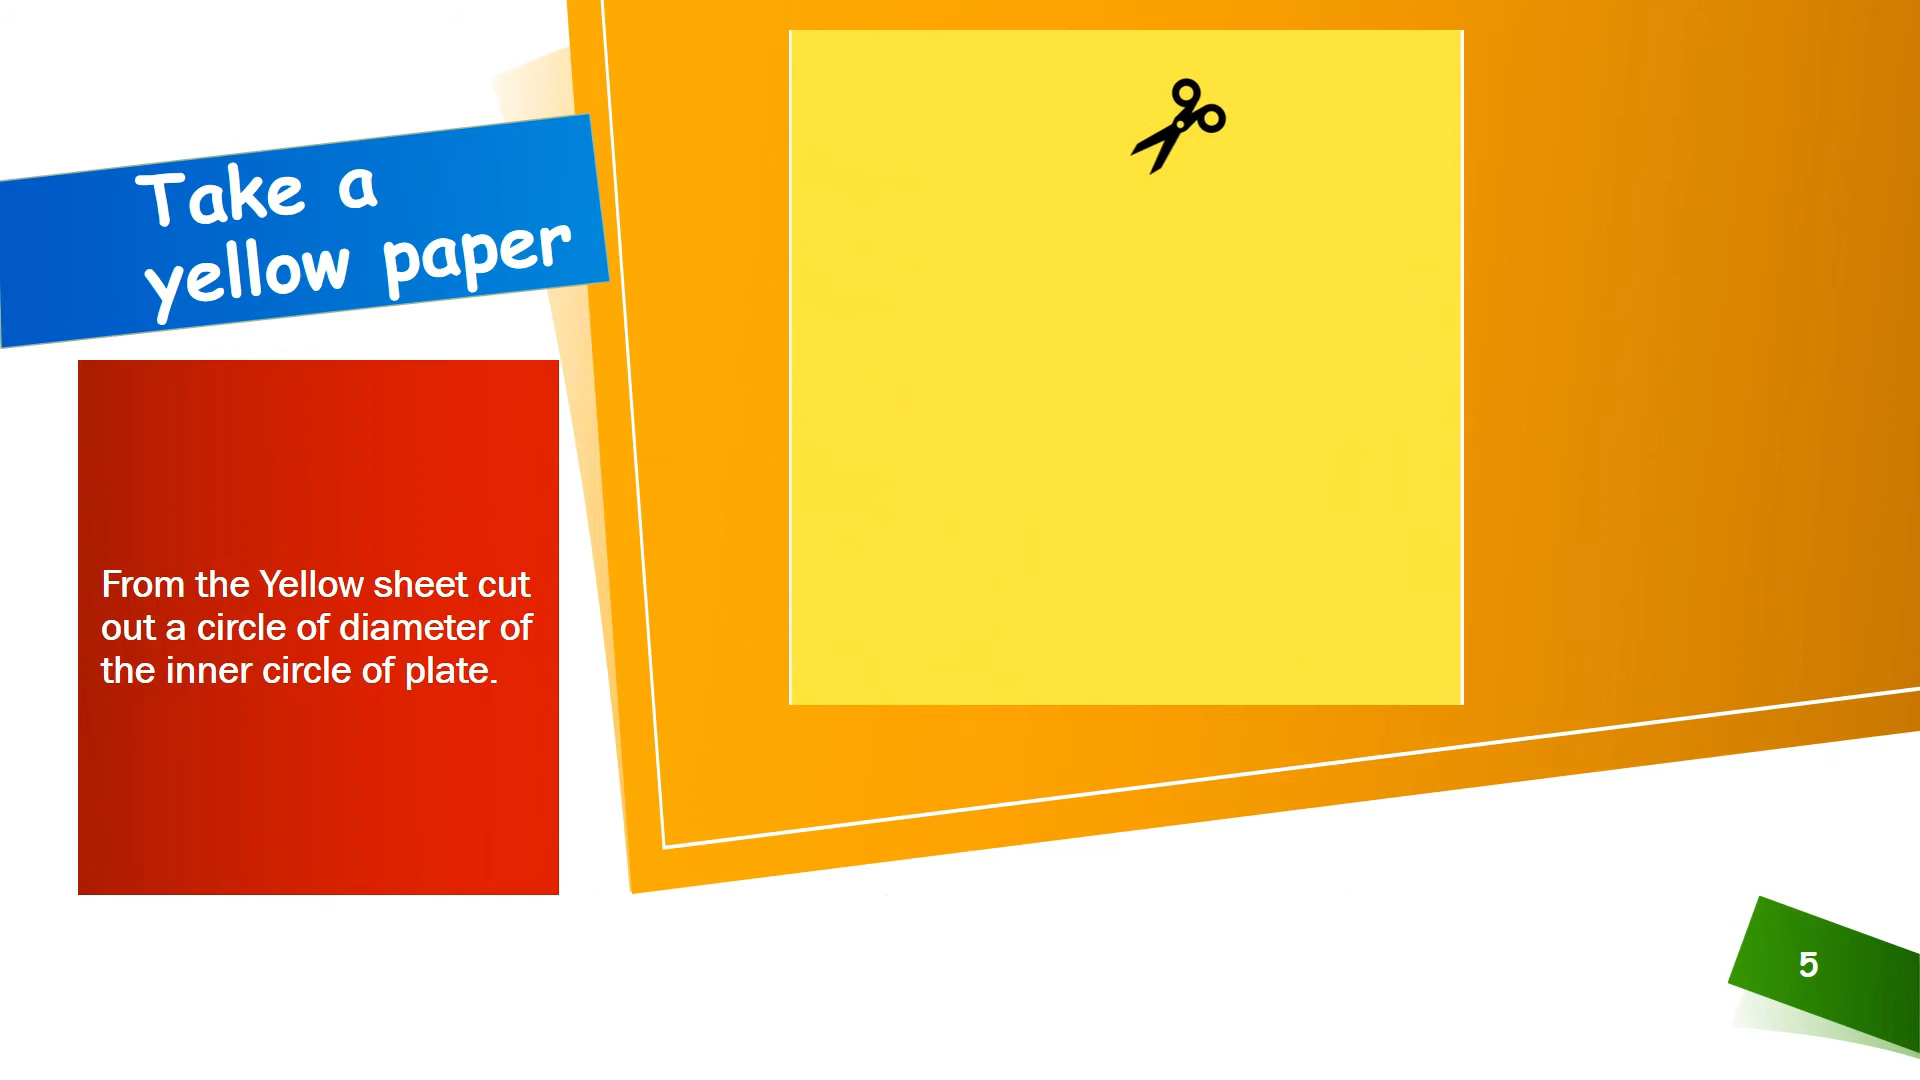 Take a
yellow paper
From the Yellow sheet cut
out a circle of diameter of
the inner circle of plate.
5